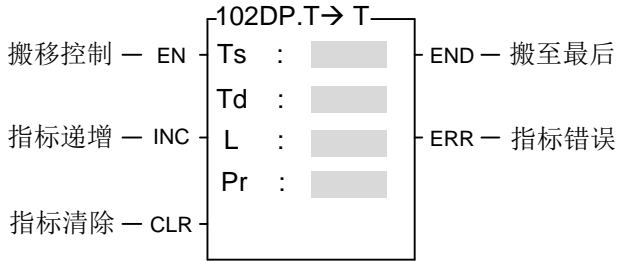 102DP.T→ T
搬移控制 — EN Ts : END — 搬至最后
Td :
指标递增 — INC L : ERR — 指标错误
Pr :
指标清除 — CLR